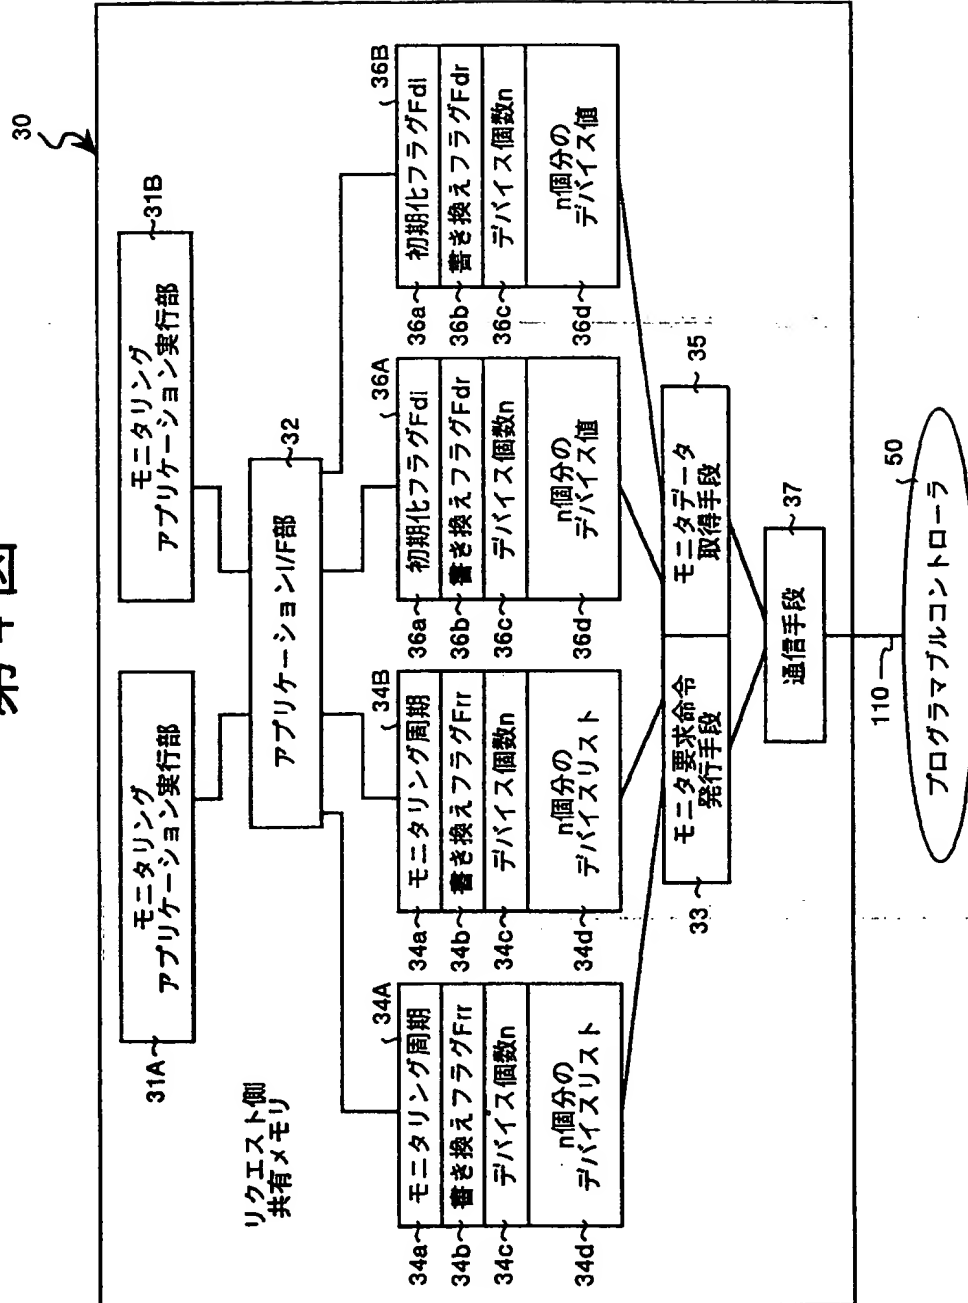 第4図
30
31A
モニタリング
アプリケーション実行部
31B
モニタリング
アプリケーション実行部
32
アプリケーションI/F部
リクエスト側
共有メモリ
34A
34a
モニタリング周期
34b
書き換えフラグFrr
34c
デバイス個数n
34d
n個分の
デバイスリスト
34B
34a
モニタリング周期
34b
書き換えフラグFrr
34c
デバイス個数n
34d
n個分の
デバイスリスト
36A
36a
初期化フラグFdi
36b
書き換えフラグFdr
36c
デバイス個数n
36d
n個分の
デバイス値
36B
36a
初期化フラグFdi
36b
書き換えフラグFdr
36c
デバイス個数n
36d
n個分の
デバイス値
33
モニタ要求命令
発行手段
35
モニタデータ
取得手段
37
通信手段
110
50
プログラマブルコントローラ